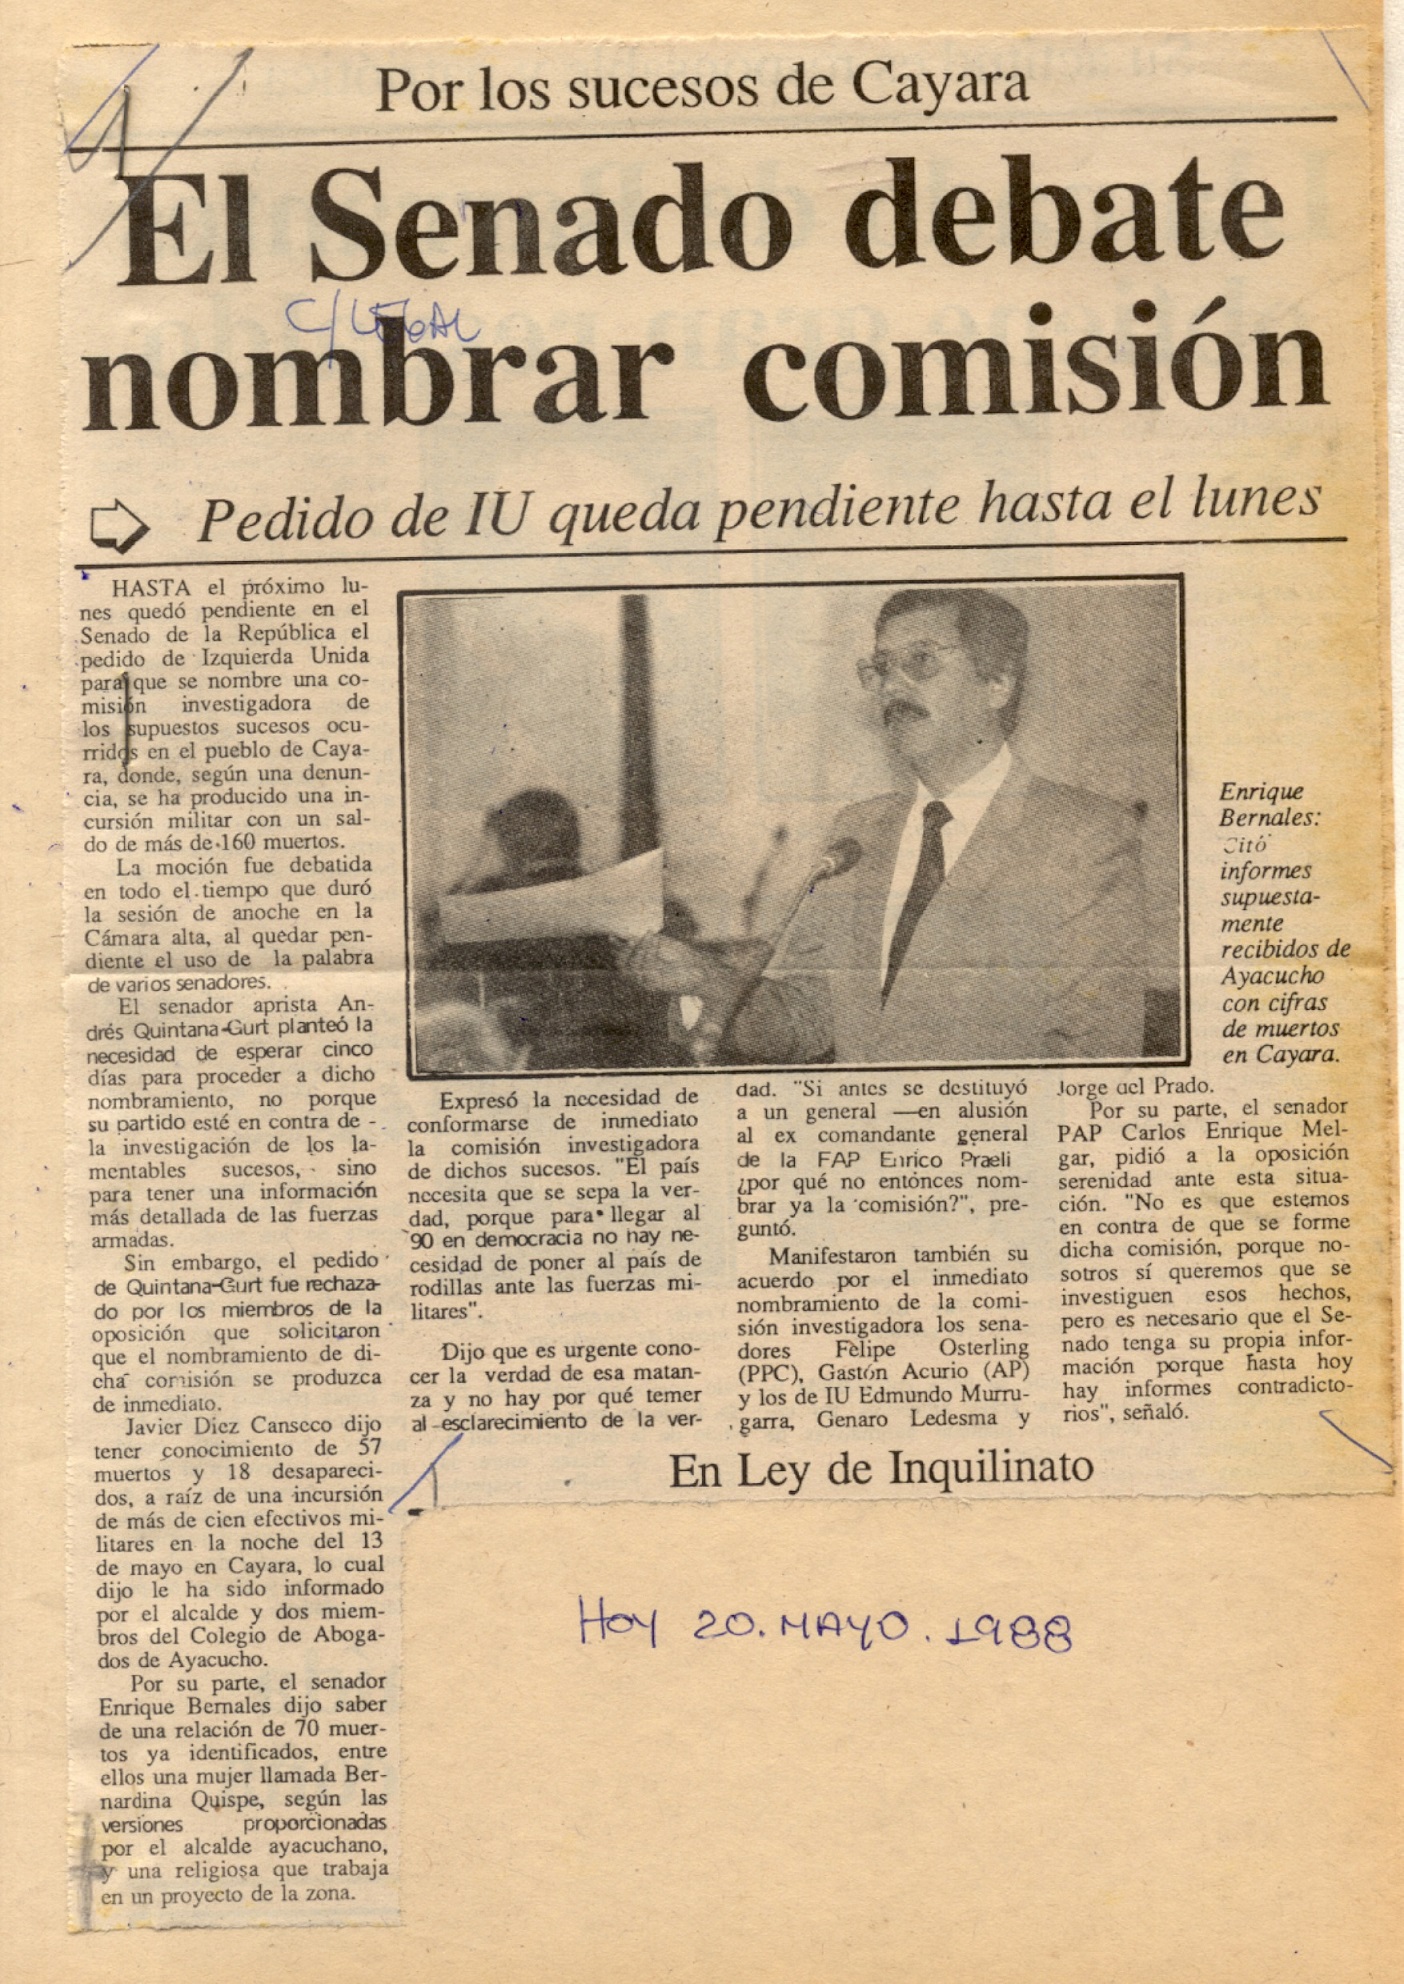 Por los sucesos de Cayara
El Senado debate
C/LEGAL
nombrar comisión
Pedido de IU queda pendiente hasta el lunes
HASTA el próximo lu-
nes quedó pendiente en el
Senado de la República el
pedido de Izquierda Unida
para que se nombre una co-
misión investigadora de
los supuestos sucesos ocu-
rridos en el pueblo de Caya-
ra, donde, según una denun-
cia, se ha producido una in-
cursión militar con un sal-
do de más de 160 muertos.
La moción fue debatida
en todo el tiempo que duró
la sesión de anoche en la
Cámara alta, al quedar pen-
diente el uso de la palabra
de varios senadores.
El senador aprista An-
drés Quintana-Gurt planteó la
necesidad de esperar cinco
días para proceder a dicho
nombramiento, no porque
su partido esté en contra de
la investigación de los la-
mentables sucesos, sino
para tener una información
más detallada de las fuerzas
armadas.
Sin embargo, el pedido
de Quintana-Gurt fue rechaza-
do por los miembros de la
oposición que solicitaron
que el nombramiento de di-
cha comisión se produzca
de inmediato.
Javier Diez Canseco dijo
tener conocimiento de 57
muertos y 18 desapareci-
dos, a raíz de una incursión
de más de cien efectivos mi-
litares en la noche del 13
de mayo en Cayara, lo cual
dijo le ha sido informado
por el alcalde y dos miem-
bros del Colegio de Aboga-
dos de Ayacucho.
Por su parte, el senador
Enrique Bernales dijo saber
de una relación de 70 muer-
tos ya identificados, entre
ellos una mujer llamada Ber-
nardina Quispe, según las
versiones proporcionadas
por el alcalde ayacuchano,
y una religiosa que trabaja
en un proyecto de la zona.
Enrique
Bernales:
Citó
informes
supuesta-
mente
recibidos de
Ayacucho
con cifras
de muertos
en Cayara.
Expresó la necesidad de
conformarse de inmediato
la comisión investigadora
de dichos sucesos. "El país
necesita que se sepa la ver-
dad, porque para llegar al
90 en democracia no hay ne-
cesidad de poner al país de
rodillas ante las fuerzas mi-
litares".
Dijo que es urgente cono-
cer la verdad de esa matan-
za y no hay por qué temer
al esclarecimiento de la ver-
dad. "Si antes se destituyó
a un general —en alusión
al ex comandante general
de la FAP Enrico Praeli
¿por qué no entonces nom-
brar ya la comisión?", pre-
guntó.
Manifestaron también su
acuerdo por el inmediato
nombramiento de la comi-
sión investigadora los sena-
dores Felipe Osterling
(PPC), Gastón Acurio (AP)
y los de IU Edmundo Murru-
garra, Genaro Ledesma y
Jorge del Prado.
Por su parte, el senador
PAP Carlos Enrique Mel-
gar, pidió a la oposición
serenidad ante esta situa-
ción. "No es que estemos
en contra de que se forme
dicha comisión, porque no-
sotros sí queremos que se
investiguen esos hechos,
pero es necesario que el Se-
nado tenga su propia infor-
mación porque hasta hoy
hay informes contradicto-
rios", señaló.
En Ley de Inquilinato
HOY 20. MAYO. 1988